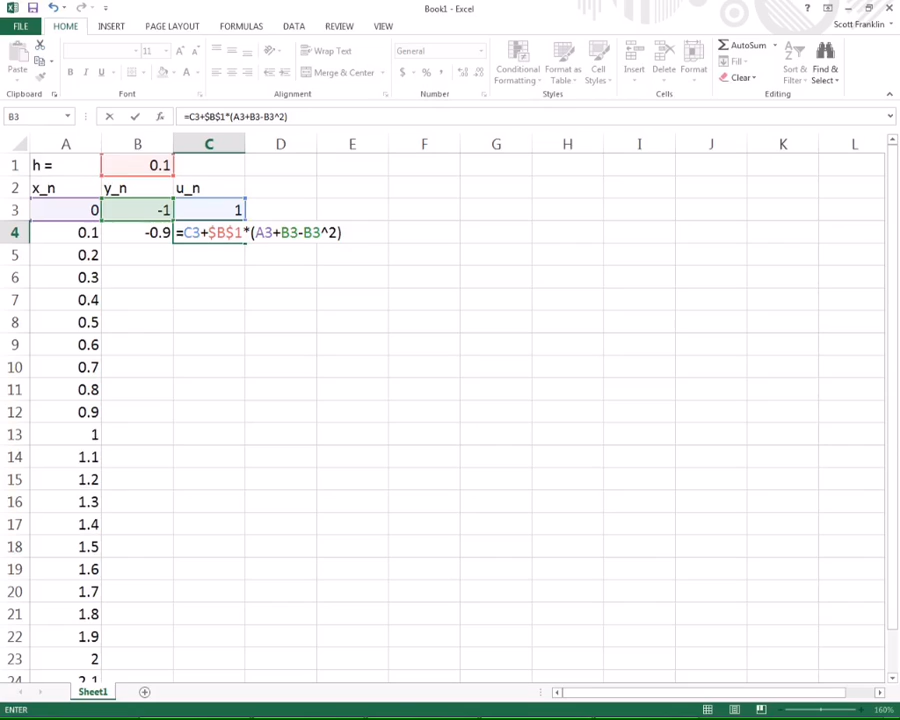 Book1 - Excel
FILE HOME INSERT PAGE LAYOUT FORMULAS DATA REVIEW VIEW Scott Franklin
Paste 11 Wrap Text General Conditional Format as Cell Insert Delete Format AutoSum Sort & Find &
B I U Merge & Center $ % , Formatting Table Styles Fill Filter Select
Clear
Clipboard Font Alignment Number Styles Cells Editing
B3 fx =C3+$B$1*(A3+B3-B3^2)
A B C D E F G H I J K L
1 h = 0.1
2 x_n y_n u_n
3 0 -1 1
4 0.1 -0.9 =C3+$B$1*(A3+B3-B3^2)
5 0.2
6 0.3
7 0.4
8 0.5
9 0.6
10 0.7
11 0.8
12 0.9
13 1
14 1.1
15 1.2
16 1.3
17 1.4
18 1.5
19 1.6
20 1.7
21 1.8
22 1.9
23 2
24 2.1
Sheet1
ENTER 160%